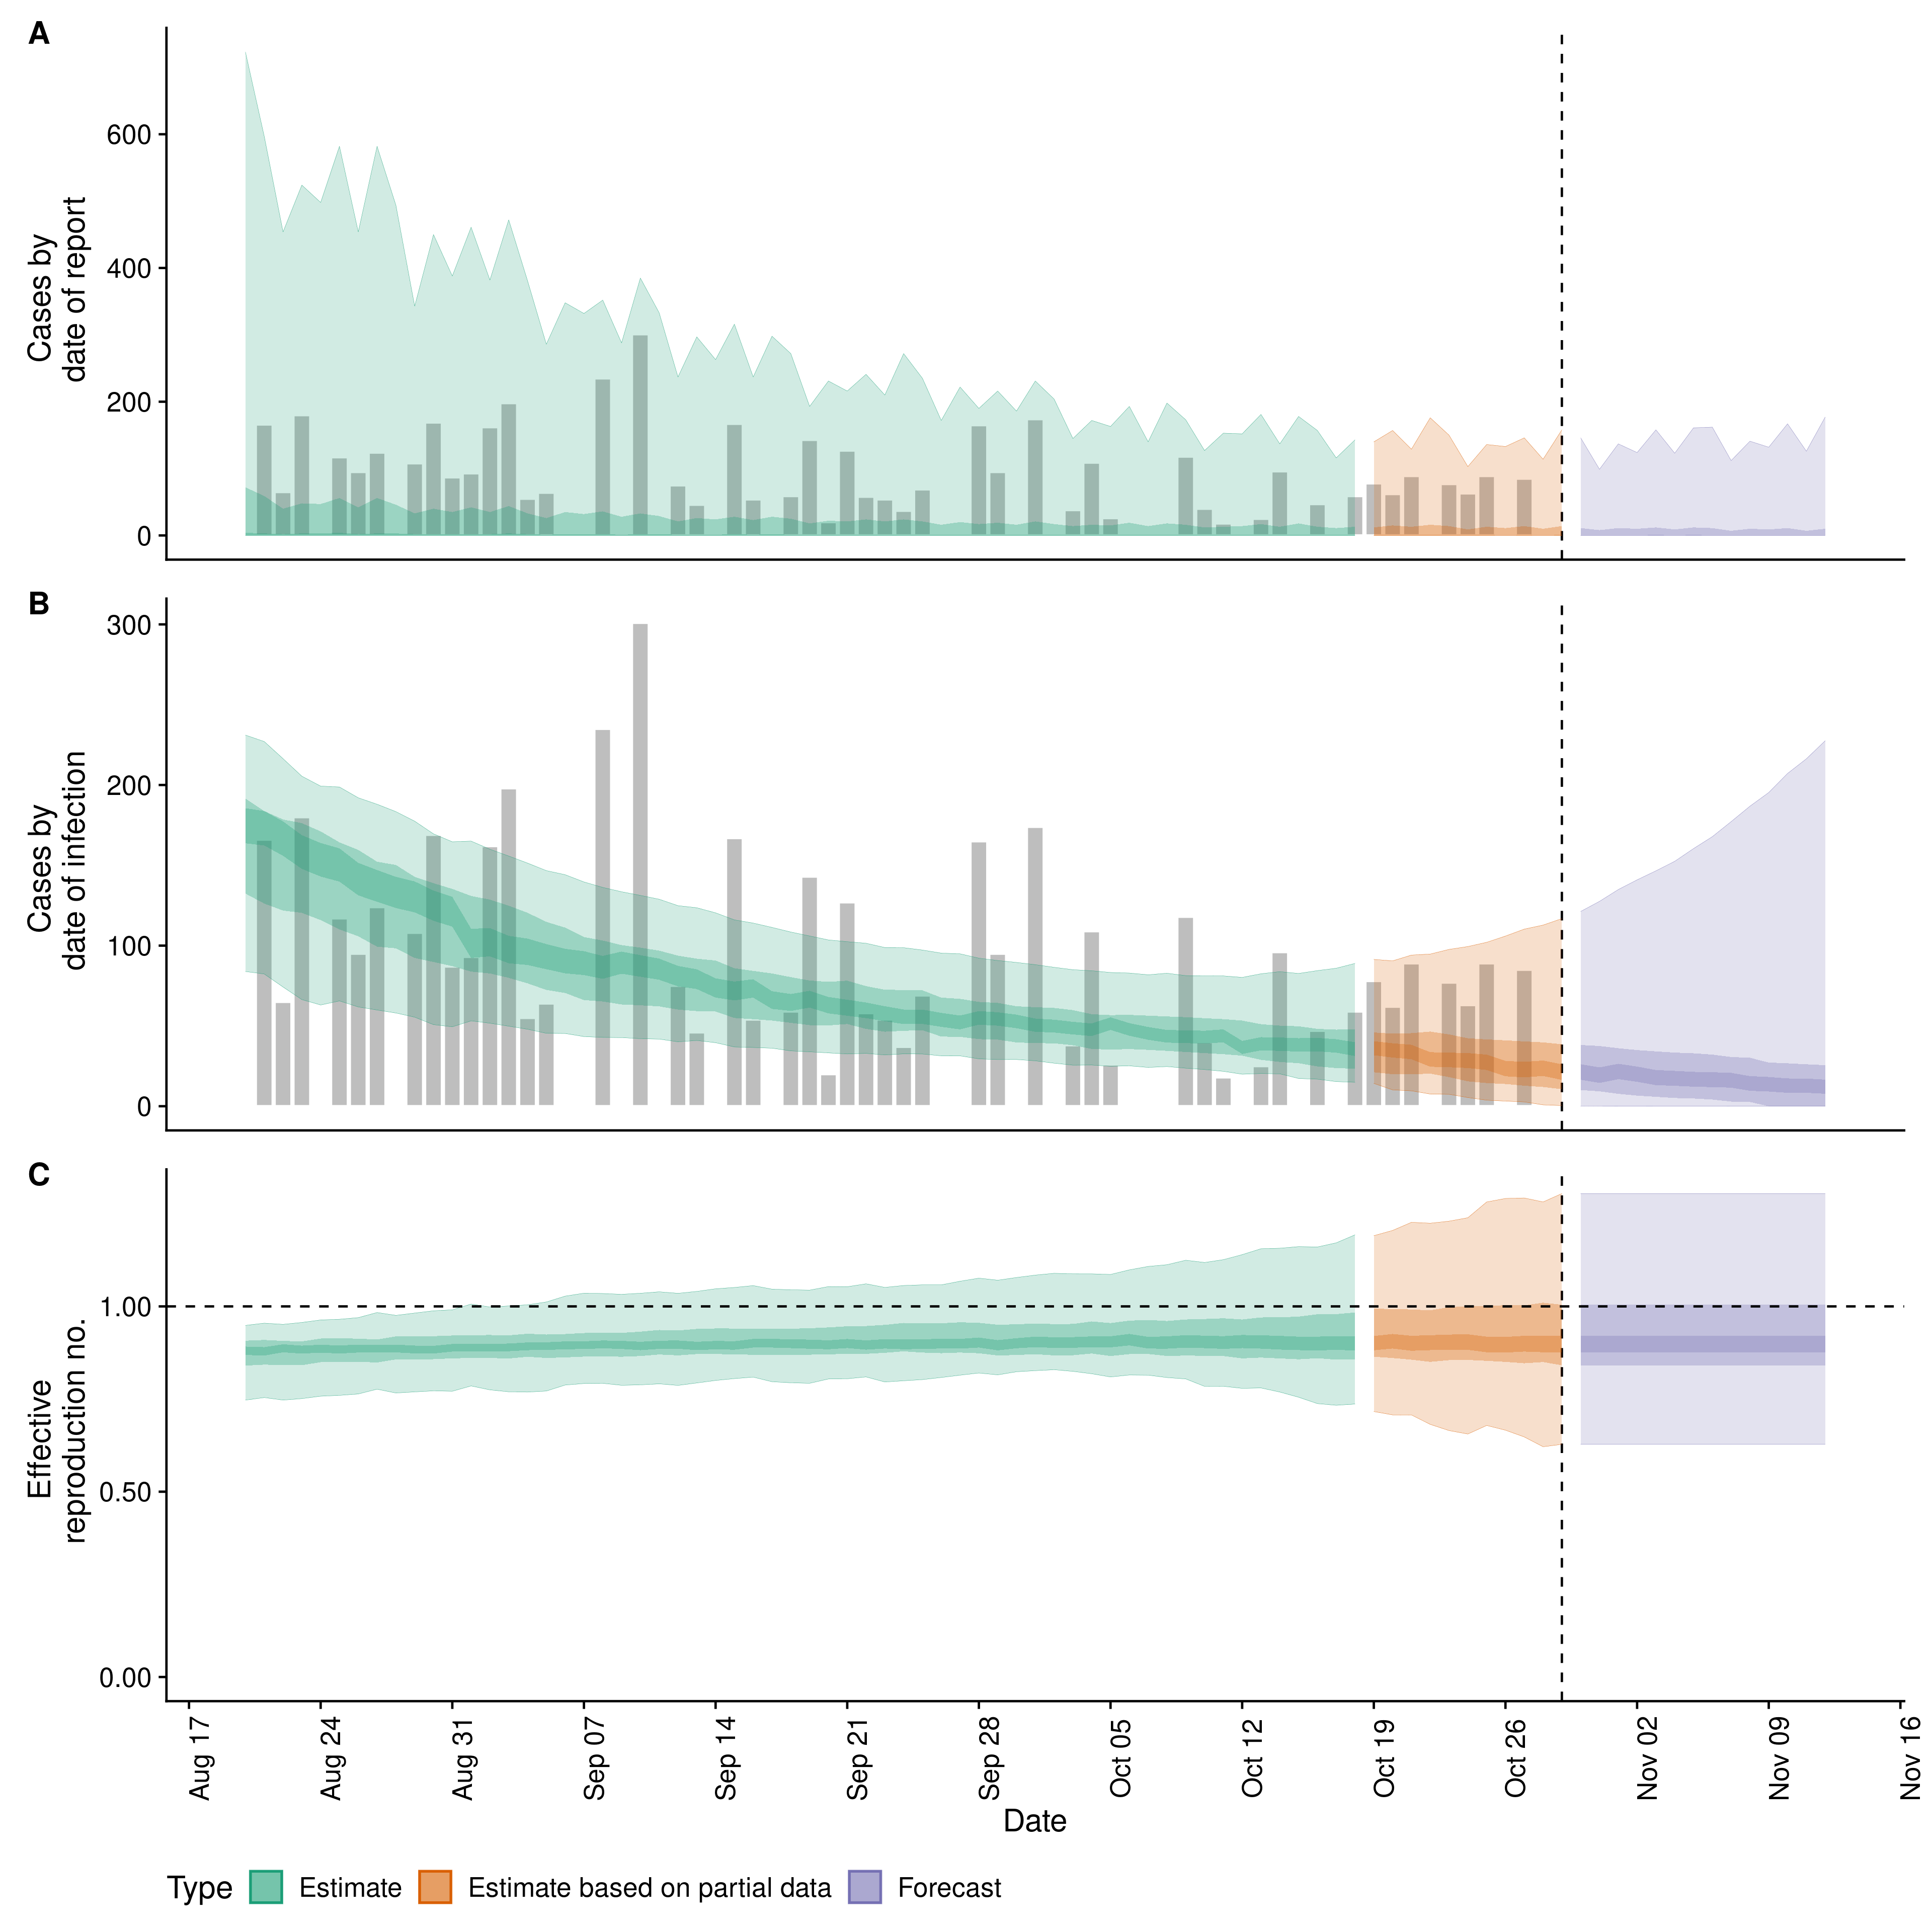 A
Cases by
date of report
600
400
200
0
B
Cases by
date of infection
300
200
100
0
C
Effective
reproduction no.
1.00
0.50
0.00
Aug 17
Aug 24
Aug 31
Sep 07
Sep 14
Sep 21
Sep 28
Oct 05
Oct 12
Oct 19
Oct 26
Nov 02
Nov 09
Nov 16
Date
Type Estimate Estimate based on partial data Forecast